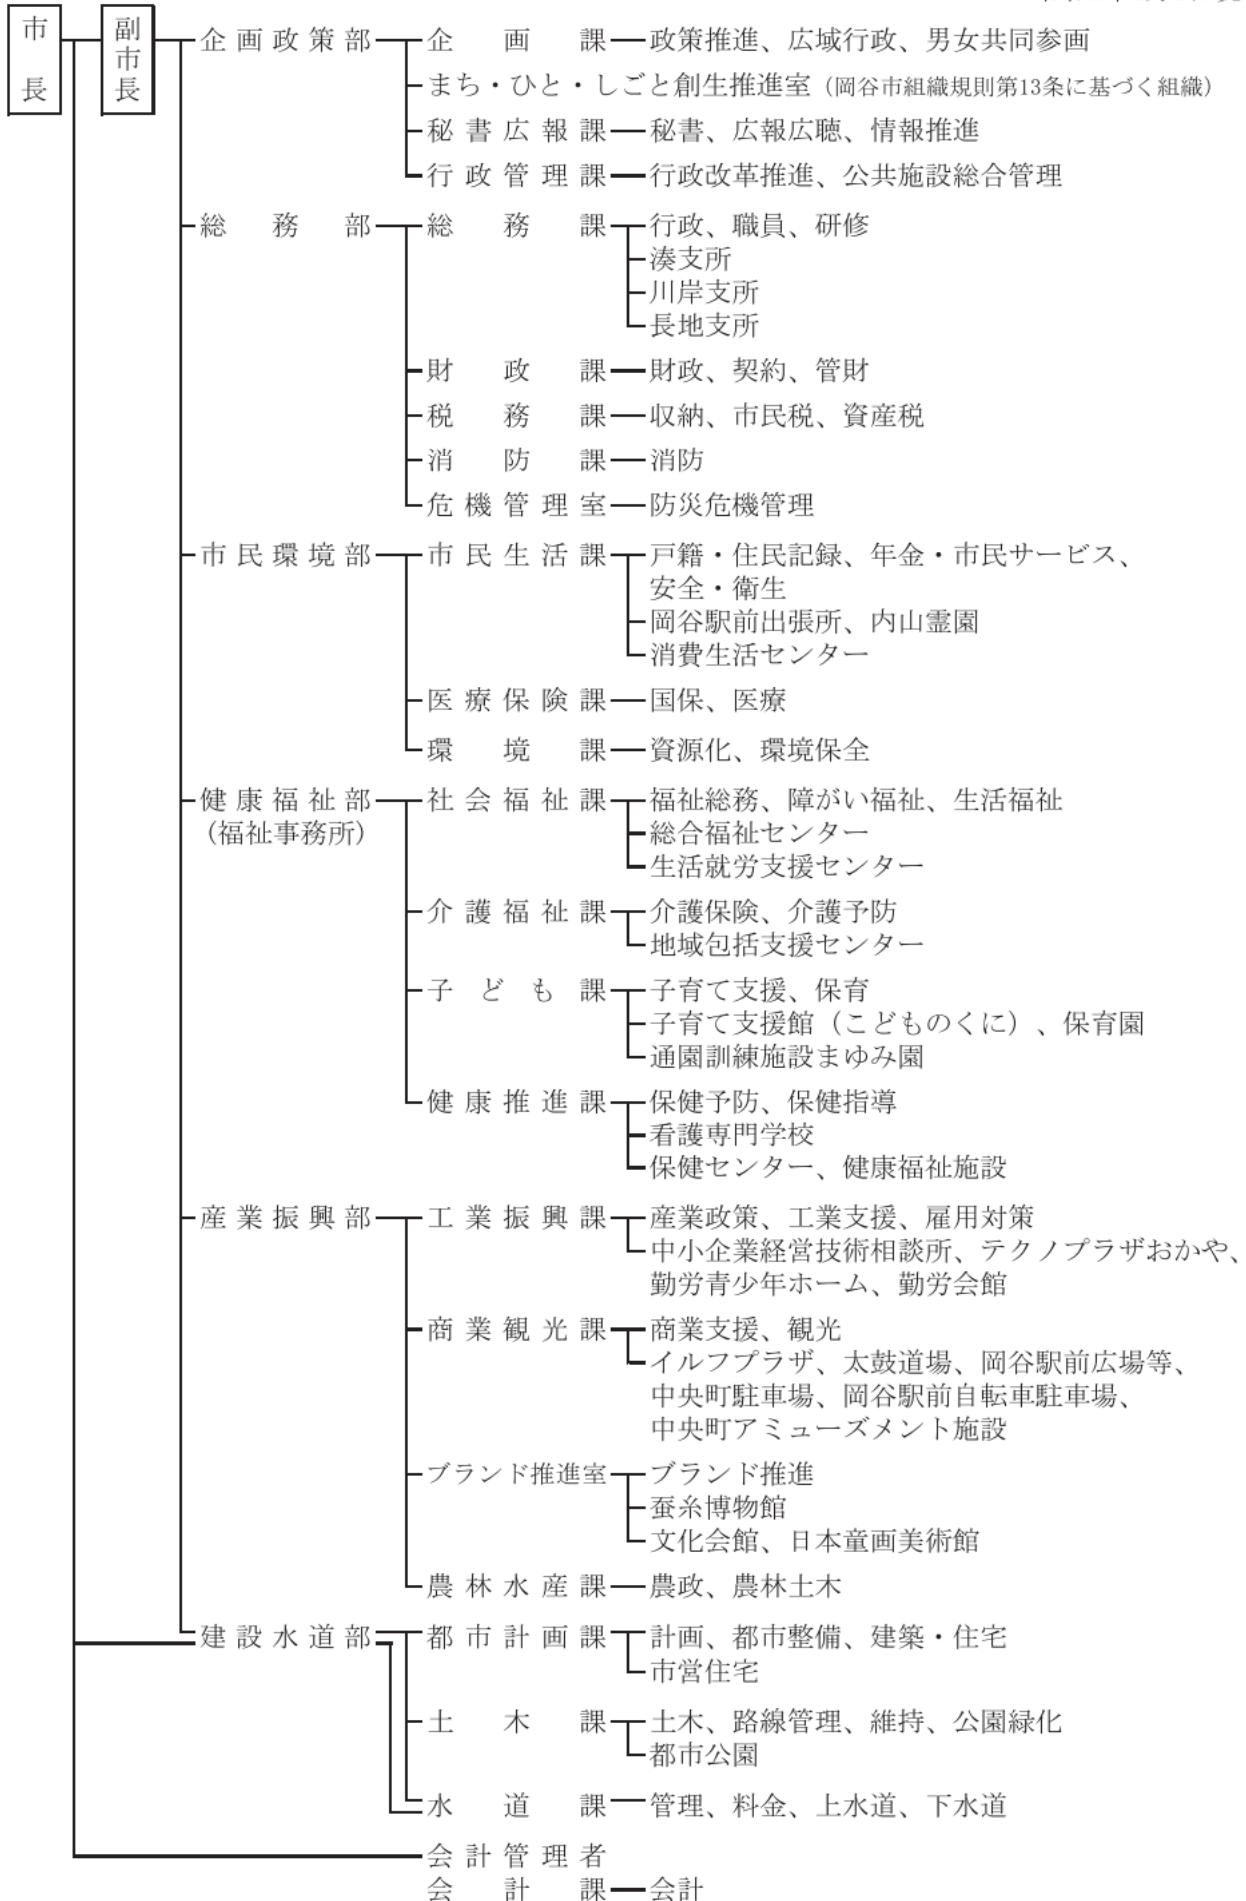 市長
副市長
企画政策部 企画課 政策推進、広域行政、男女共同参画
まち・ひと・しごと創生推進室（岡谷市組織規則第13条に基づく組織）
秘書広報課 秘書、広報広聴、情報推進
行政管理課 行政改革推進、公共施設総合管理
総務部 総務課 行政、職員、研修
湊支所
川岸支所
長地支所
財政課 財政、契約、管財
税務課 収納、市民税、資産税
消防課 消防
危機管理室 防災危機管理
市民環境部 市民生活課 戸籍・住民記録、年金・市民サービス、
安全・衛生
岡谷駅前出張所、内山霊園
消費生活センター
医療保険課 国保、医療
環境課 資源化、環境保全
健康福祉部 社会福祉課 福祉総務、障がい福祉、生活福祉
（福祉事務所） 総合福祉センター
生活就労支援センター
介護福祉課 介護保険、介護予防
地域包括支援センター
子ども課 子育て支援、保育
子育て支援館（こどものくに）、保育園
通園訓練施設まゆみ園
健康推進課 保健予防、保健指導
看護専門学校
保健センター、健康福祉施設
産業振興部 工業振興課 産業政策、工業支援、雇用対策
中小企業経営技術相談所、テクノプラザおかや、
勤労青少年ホーム、勤労会館
商業観光課 商業支援、観光
イルフプラザ、太鼓道場、岡谷駅前広場等、
中央町駐車場、岡谷駅前自転車駐車場、
中央町アミューズメント施設
ブランド推進室 ブランド推進
蚕糸博物館
文化会館、日本童画美術館
農林水産課 農政、農林土木
建設水道部 都市計画課 計画、都市整備、建築・住宅
市営住宅
土木課 土木、路線管理、維持、公園緑化
都市公園
水道課 管理、料金、上水道、下水道
会計管理者
会計課 会計